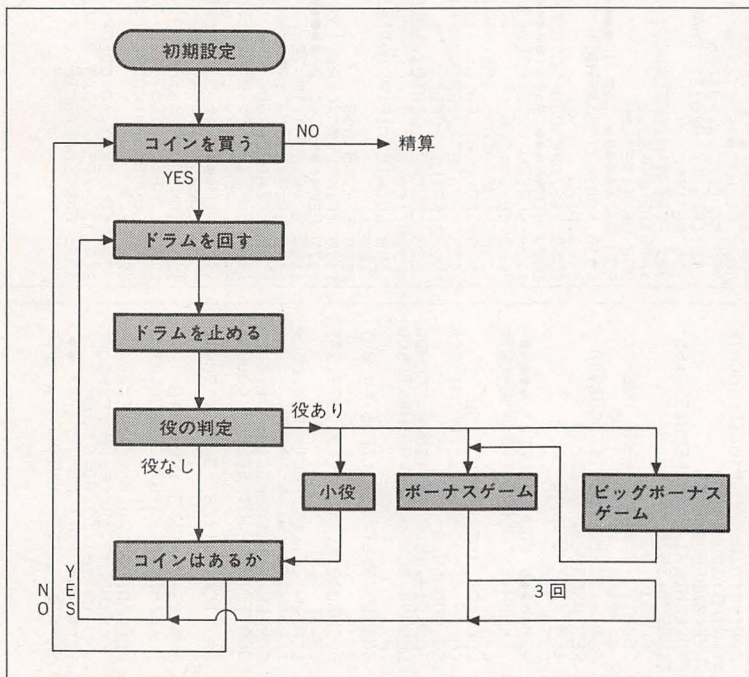 初期設定
コインを買う
NO
精算
YES
ドラムを回す
ドラムを止める
役の判定
役あり
役なし
小役
ボーナスゲーム
ビッグボーナス
ゲーム
コインはあるか
NO
YES
3回